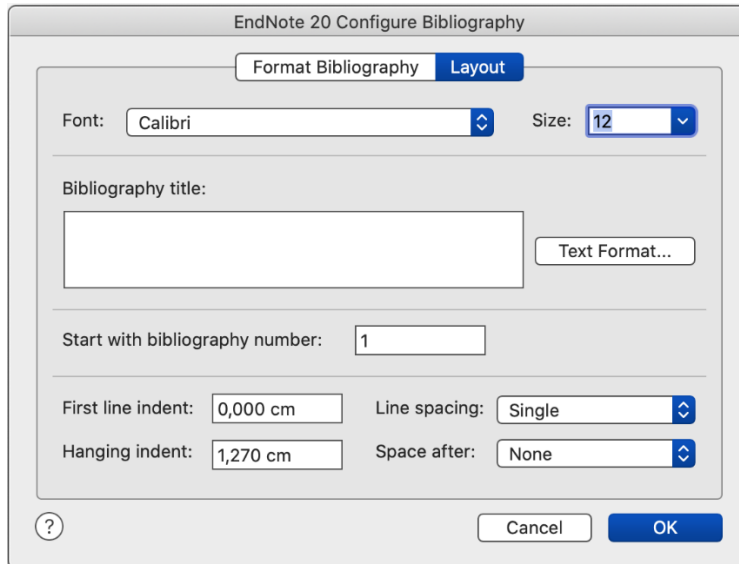 EndNote 20 Configure Bibliography
Format Bibliography Layout
Font: Calibri Size: 12
Bibliography title:
Text Format...
Start with bibliography number: 1
First line indent: 0,000 cm Line spacing: Single
Hanging indent: 1,270 cm Space after: None
? Cancel OK